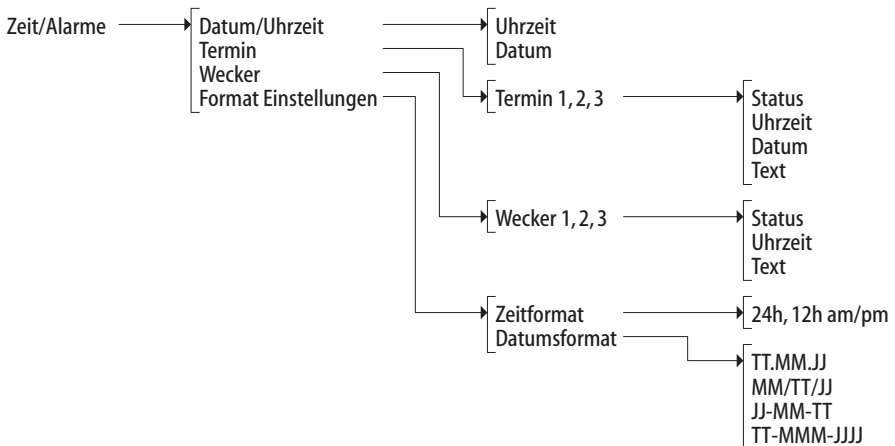 Zeit/Alarme
Datum/Uhrzeit
Termin
Wecker
Format Einstellungen
Uhrzeit
Datum
Termin 1, 2, 3
Status
Uhrzeit
Datum
Text
Wecker 1, 2, 3
Status
Uhrzeit
Text
Zeitformat
Datumsformat
24h, 12h am/pm
TT.MM.JJ
MM/TT/JJ
JJ-MM-TT
TT-MMM-JJJJ